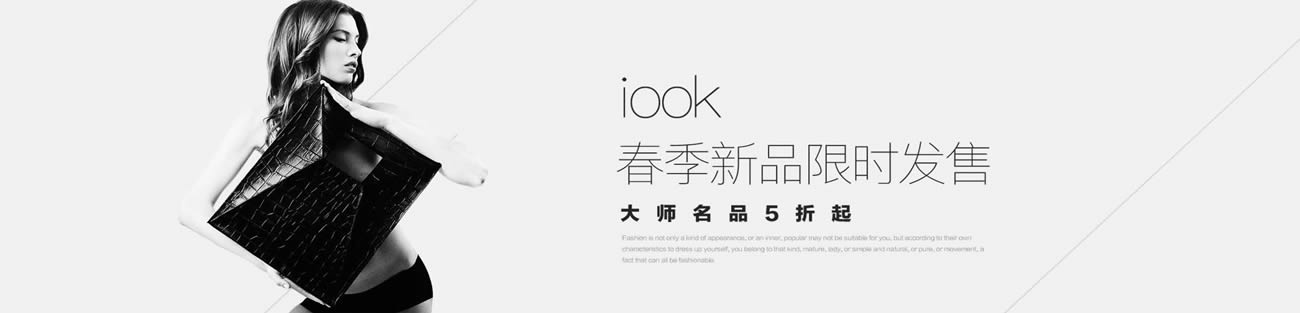 iook
春季新品限时发售
大师名品5折起
Fashion is not only a kind of appearance, or an inner, popular may not be suitable for you, but according to their own
characteristics to dress up yourself, you belong to that kind, mature, lady, or simple and natural, or pure, or movement, a
fact that can all be fashionable